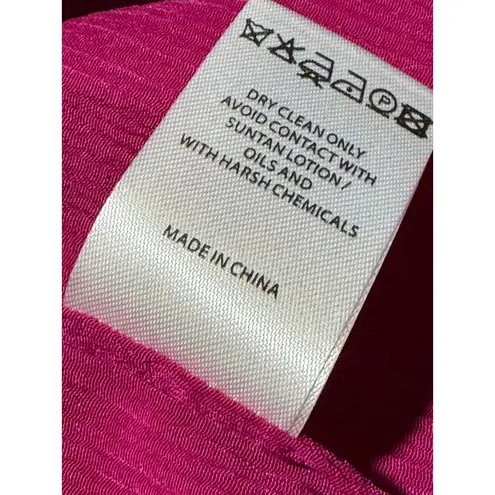 P
DRY CLEAN ONLY
AVOID CONTACT WITH
SUNTAN LOTION /
OILS AND
WITH HARSH CHEMICALS
MADE IN CHINA